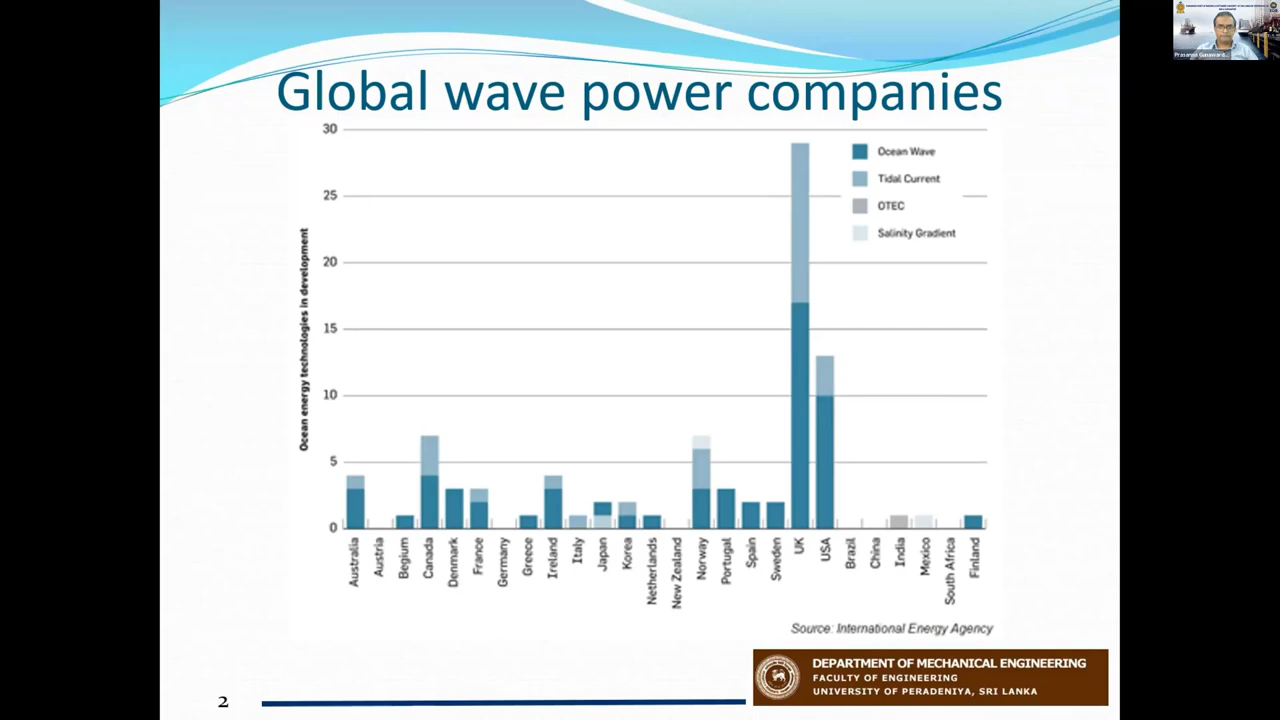 Global wave power companies
30
25
20
15
10
5
0
Ocean energy technologies in development
Ocean Wave
Tidal Current
OTEC
Salinity Gradient
Australia
Austria
Begium
Canada
Denmark
France
Germany
Greece
Ireland
Italy
Japan
Korea
Netherlands
New Zealand
Norway
Portugal
Spain
Sweden
UK
USA
Brazil
China
India
Mexico
South Africa
Finland
Source: International Energy Agency
DEPARTMENT OF MECHANICAL ENGINEERING
FACULTY OF ENGINEERING
UNIVERSITY OF PERADENIYA, SRI LANKA
2